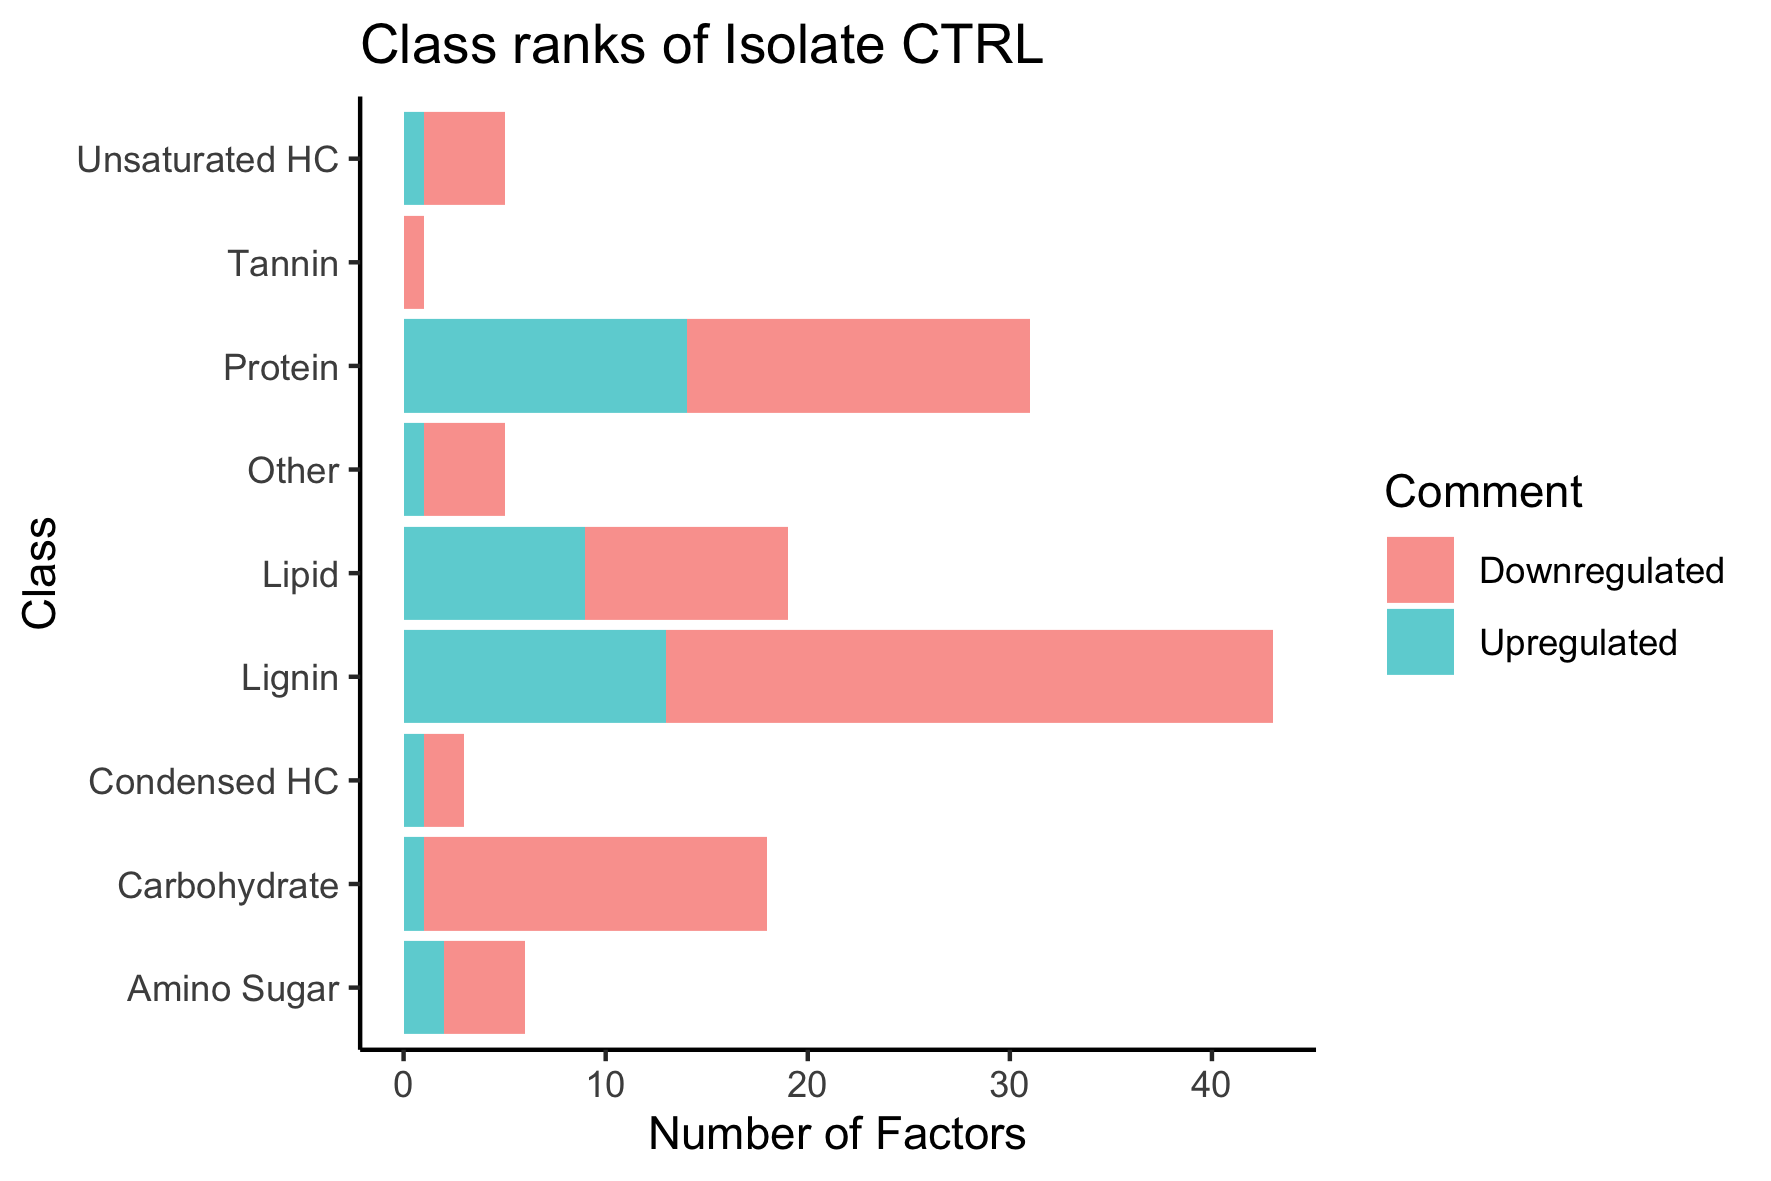 Class ranks of Isolate CTRL
Unsaturated HC
Tannin
Protein
Other
Lipid
Lignin
Condensed HC
Carbohydrate
Amino Sugar
Class
0 10 20 30 40
Number of Factors
Comment
Downregulated
Upregulated